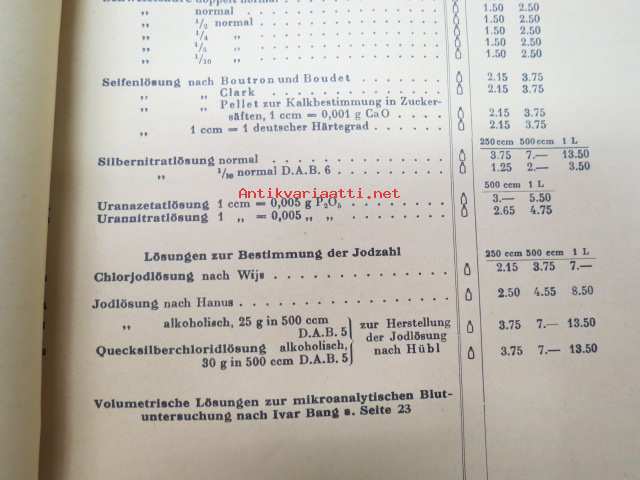 normal . . . . . . . . . . . . . 1.50 2.50
„ 1/2 normal . . . . . . . . . . . . 1.50 2.50
„ 1/4 „ . . . . . . . . . . . . 1.50 2.50
„ 1/5 „ . . . . . . . . . . . . 1.50 2.50
„ 1/10 „ . . . . . . . . . . . . 1.50 2.50
Seifenlösung nach Boutron und Boudet . . . . . . . 2.15 3.75
„ „ Clark . . . . . . . . . . . . 2.15 3.75
„ „ Pellet zur Kalkbestimmung in Zucker-
säften, 1 ccm = 0,001 g CaO . . . . 2.15 3.75
„ 1 ccm = 1 deutscher Härtegrad . . . . . . 2.15 3.75
250 ccm 500 ccm 1 L
Silbernitratlösung normal . . . . . . . . . . . . 3.75 7.— 13.50
„ 1/10 normal D.A.B. 6 . . . . . . . 1.25 2.— 3.50
Antikvariaatti.net
500 ccm 1 L
Uranazetatlösung 1 ccm = 0,005 g P2O5 . . . . . . . 3.— 5.50
Urannitratlösung 1 „ = 0,005 „ „ . . . . . . . 2.65 4.75
Lösungen zur Bestimmung der Jodzahl
250 ccm 500 ccm 1 L
Chlorjodlösung nach Wijs . . . . . . . . . . . . 2.15 3.75 7.—
Jodlösung nach Hanus . . . . . . . . . . . . . 2.50 4.55 8.50
„ alkoholisch, 25 g in 500 ccm
D.A.B. 5
zur Herstellung
der Jodlösung
nach Hübl
3.75 7.— 13.50
Quecksilberchloridlösung alkoholisch,
30 g in 500 ccm D.A.B. 5
3.75 7.— 13.50
Volumetrische Lösungen zur mikroanalytischen Blut-
untersuchung nach Ivar Bang s. Seite 23